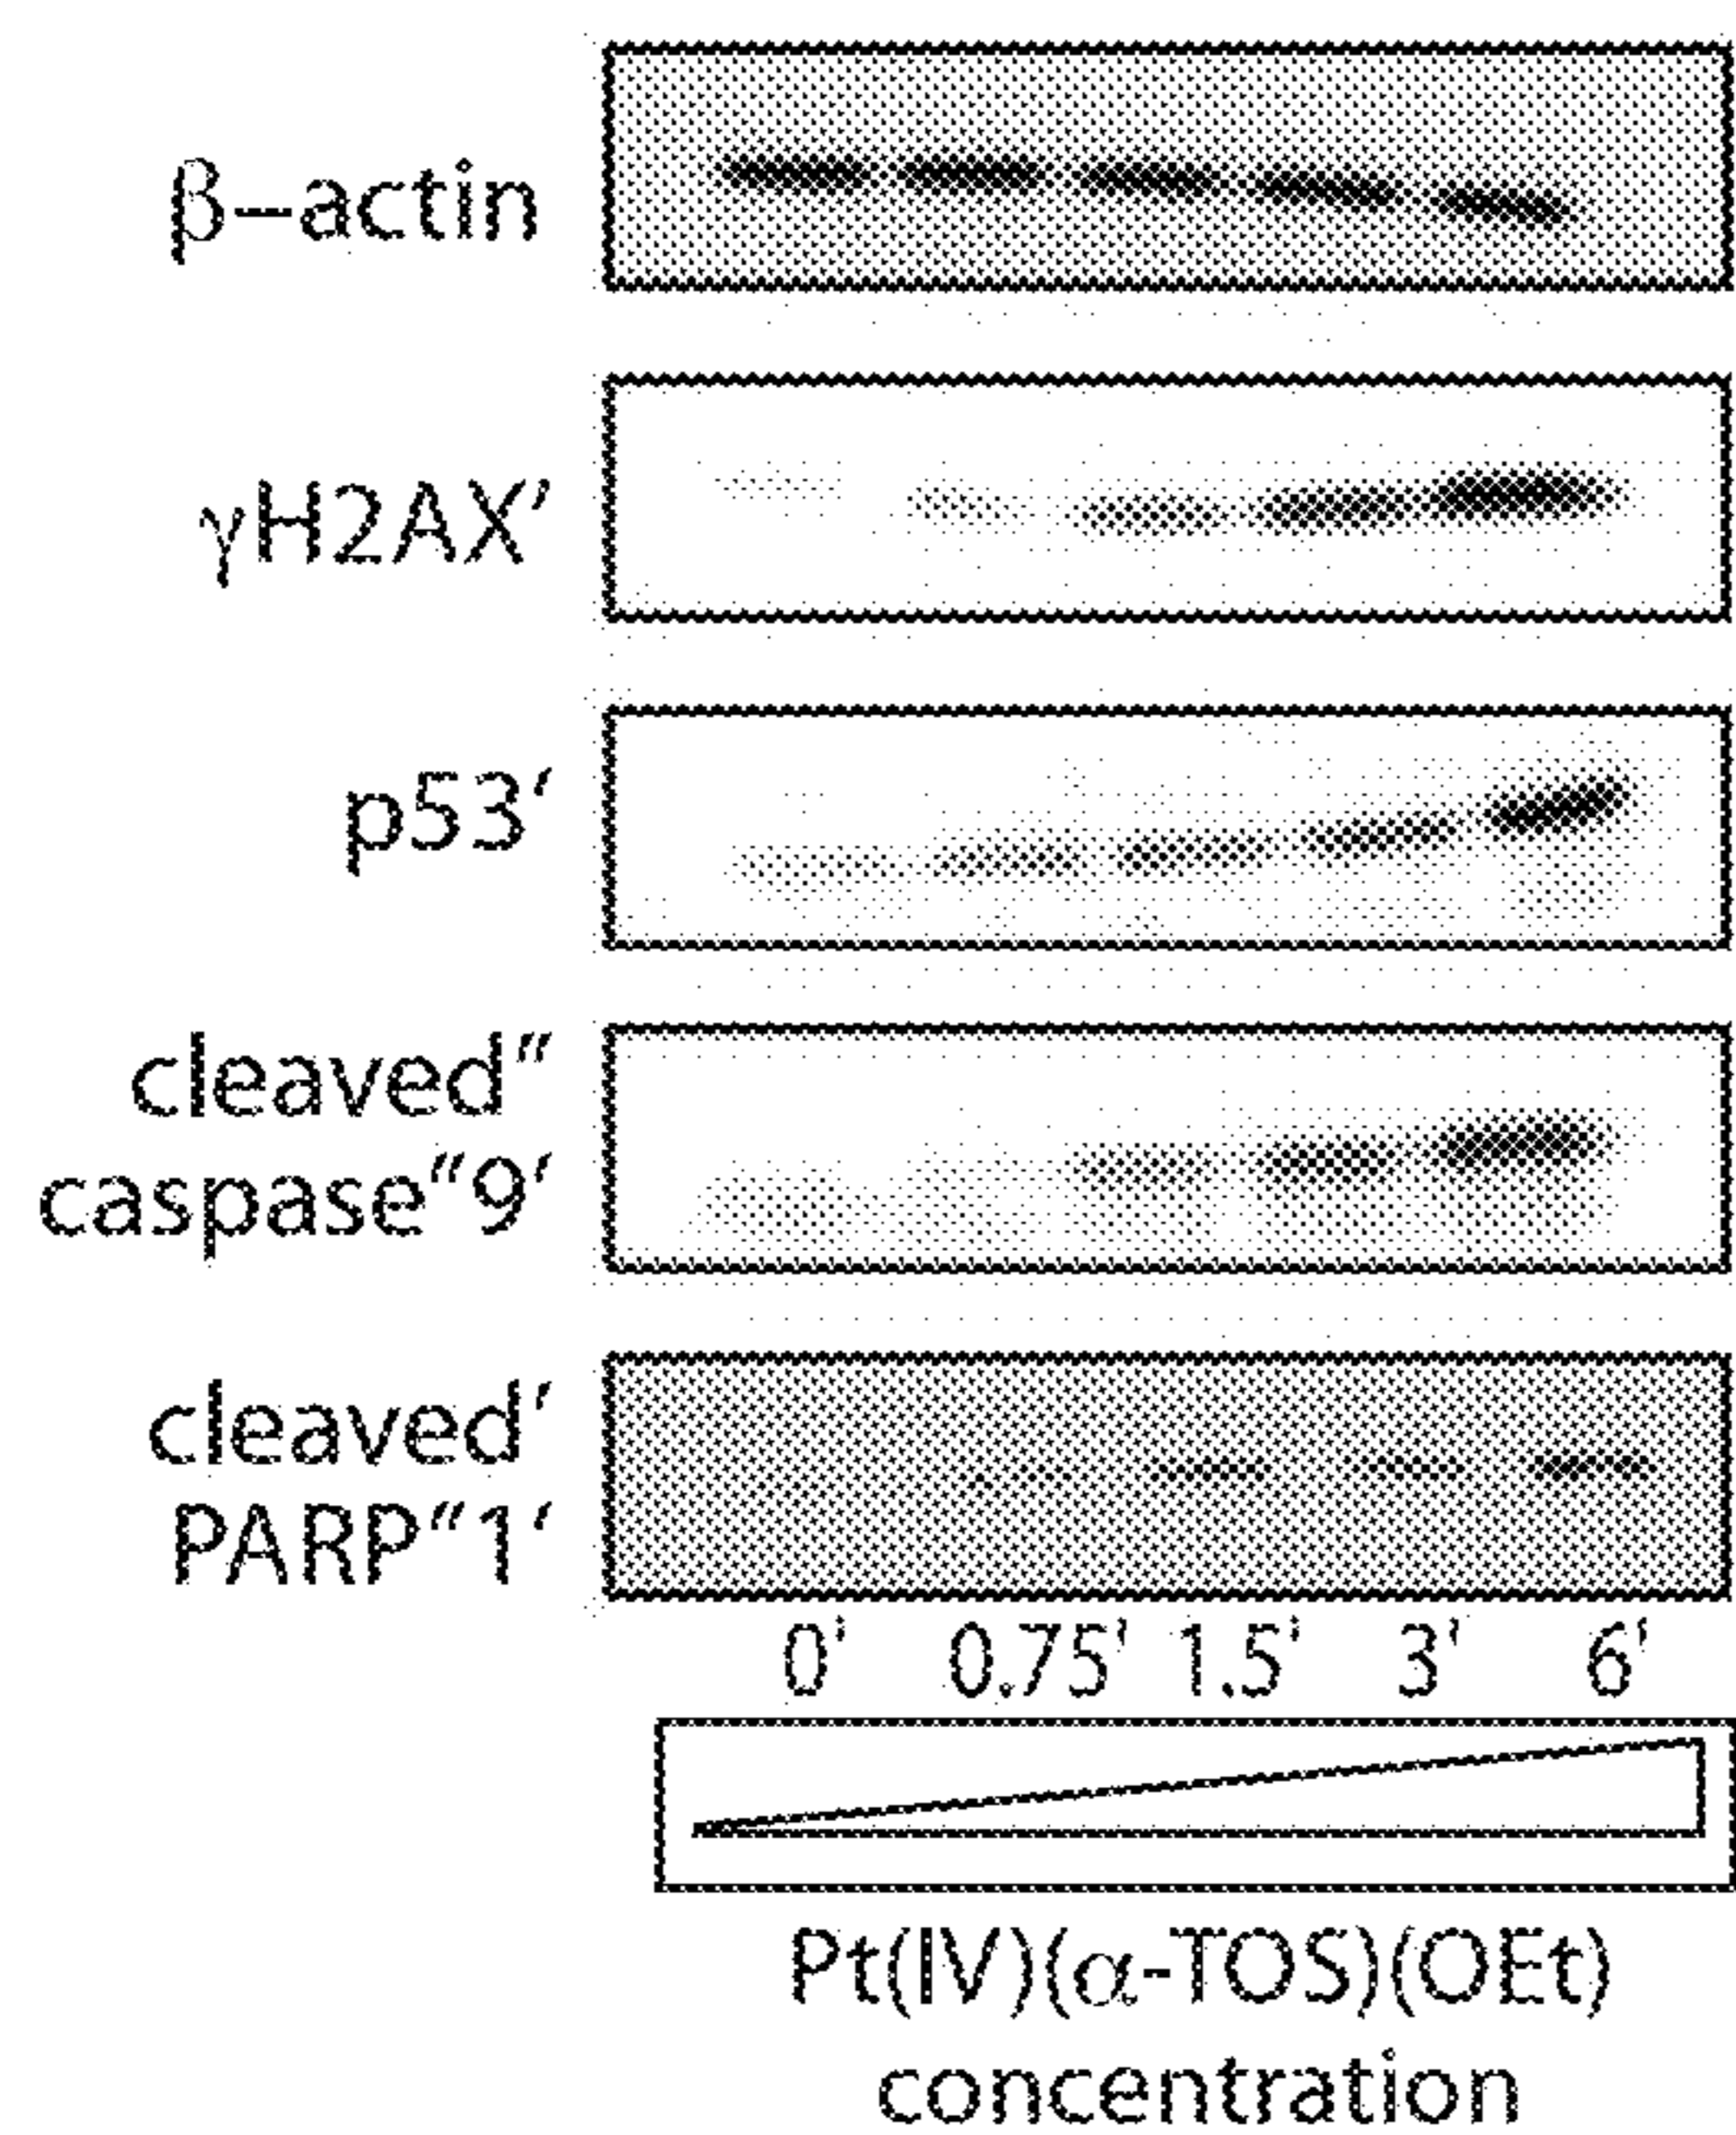 β–actin
γH2AX′
p53′
cleaved″
caspase″9′
cleaved′
PARP″1′
0′ 0.75′ 1.5′ 3′ 6′
Pt(IV)(α-TOS)(OEt)
concentration